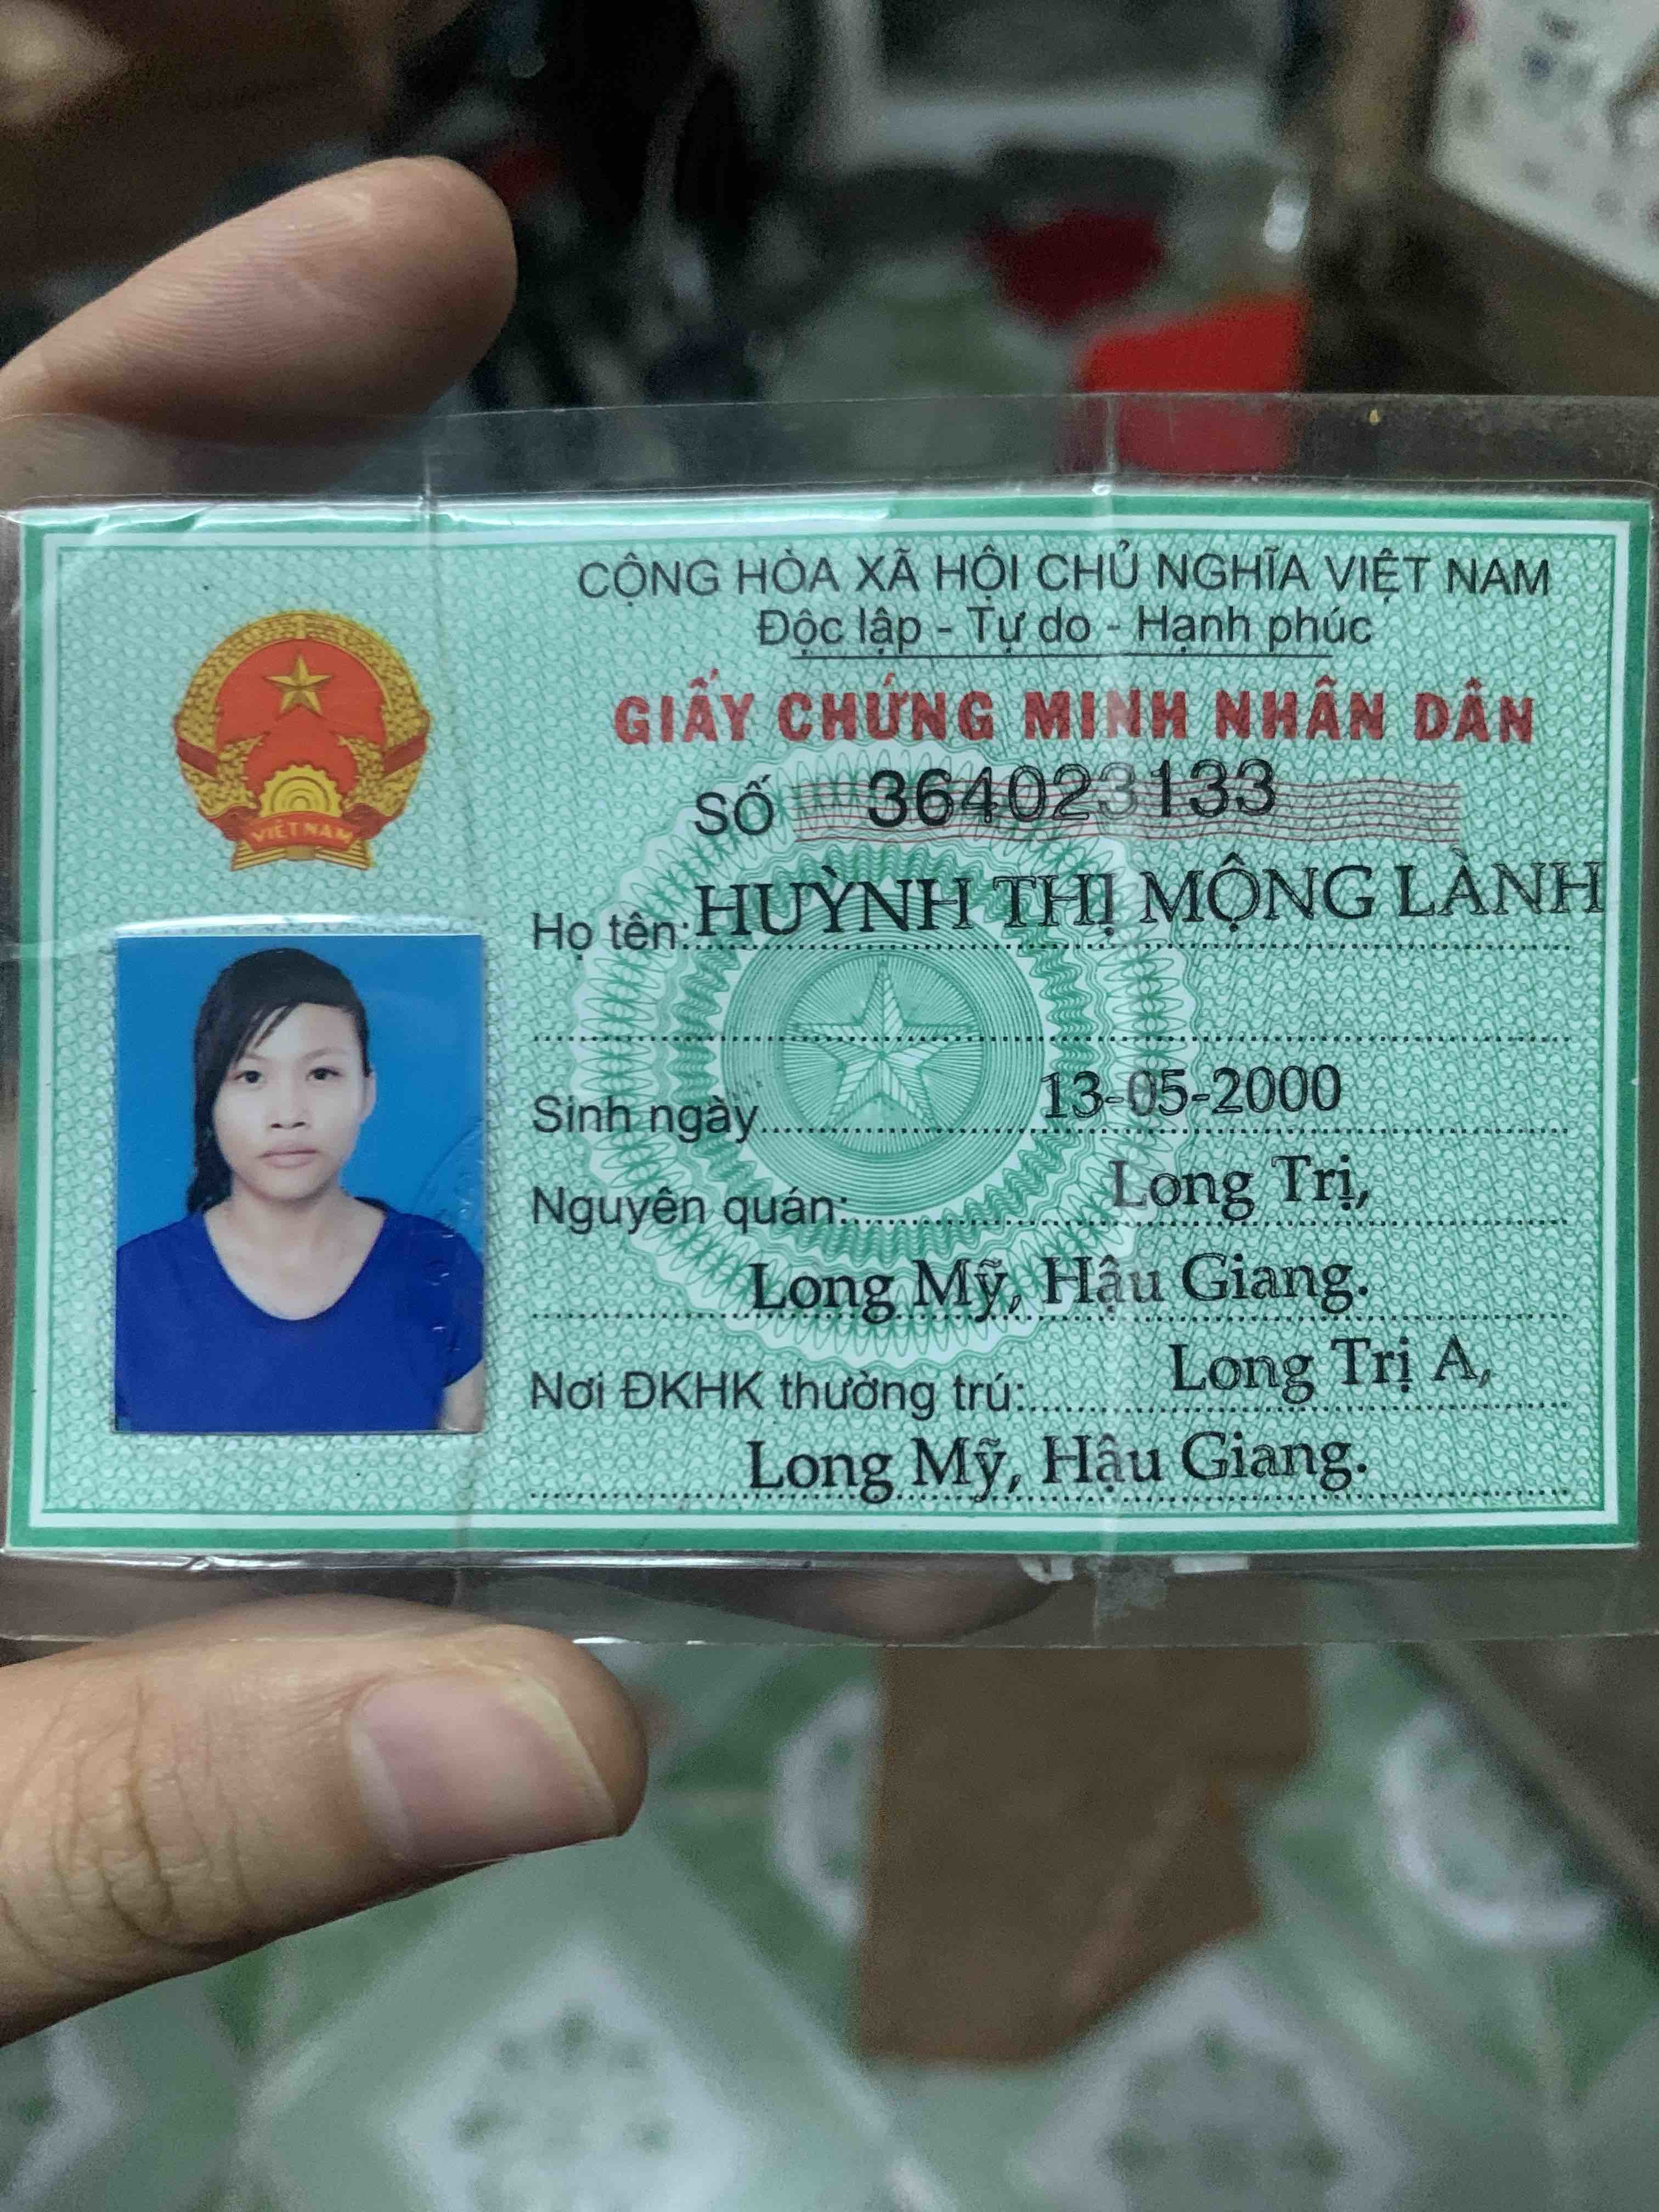 CỘNG HÒA XÃ HỘI CHỦ NGHĨA VIỆT NAM
Độc lập - Tự do - Hạnh phúc
GIẤY CHỨNG MINH NHÂN DÂN
SỐ 364023133
VIỆT NAM
Họ tên: HUỲNH THỊ MỘNG LÀNH
Sinh ngày 13-05-2000
Nguyên quán: Long Trị,
Long Mỹ, Hậu Giang.
Nơi ĐKHK thường trú: Long Trị A,
Long Mỹ, Hậu Giang.